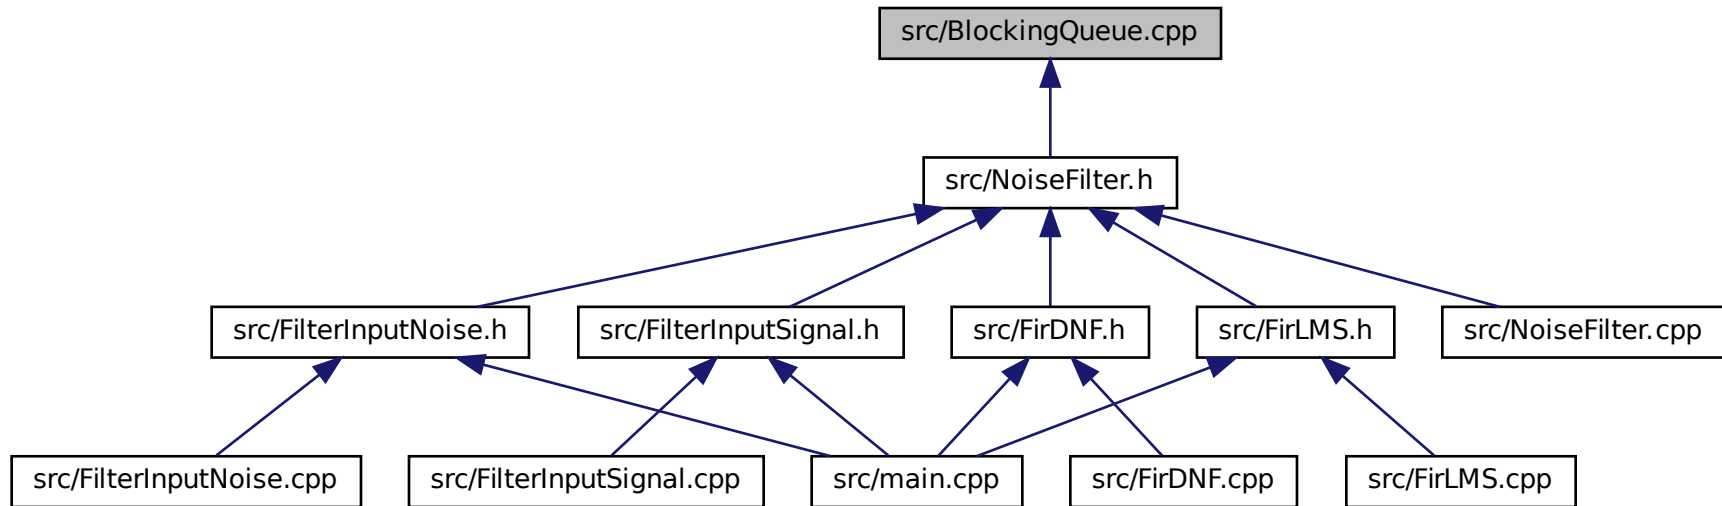 src/BlockingQueue.cpp
src/NoiseFilter.h
src/FilterInputNoise.h
src/FilterInputSignal.h
src/FirDNF.h
src/FirLMS.h
src/NoiseFilter.cpp
src/FilterInputNoise.cpp
src/FilterInputSignal.cpp
src/main.cpp
src/FirDNF.cpp
src/FirLMS.cpp